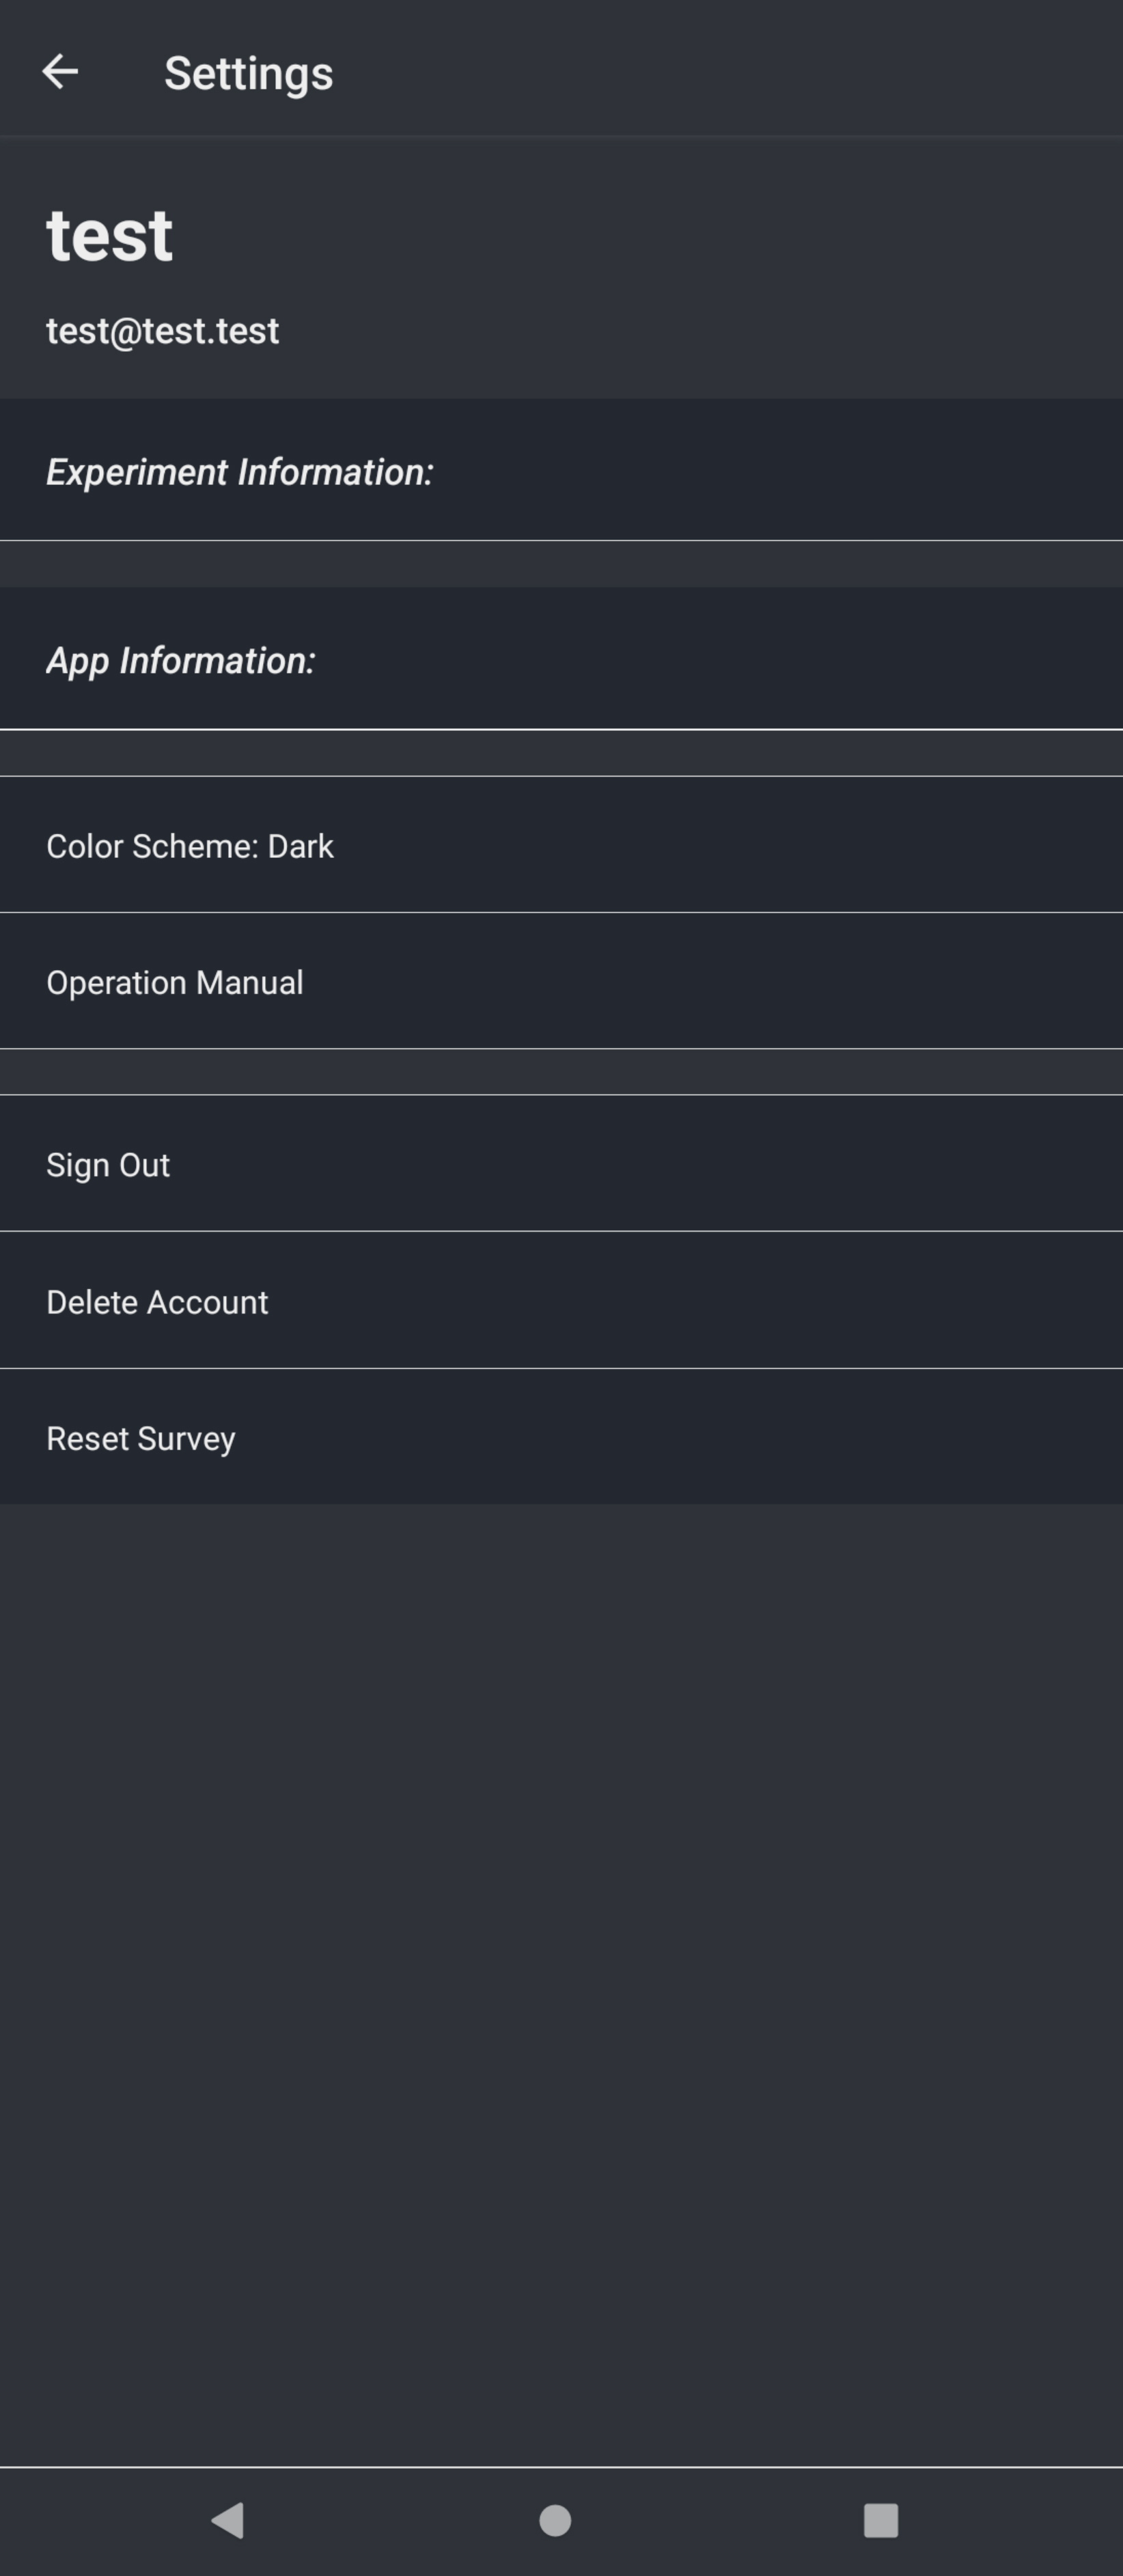 Settings
test
test@test.test
Experiment Information:
App Information:
Color Scheme: Dark
Operation Manual
Sign Out
Delete Account
Reset Survey